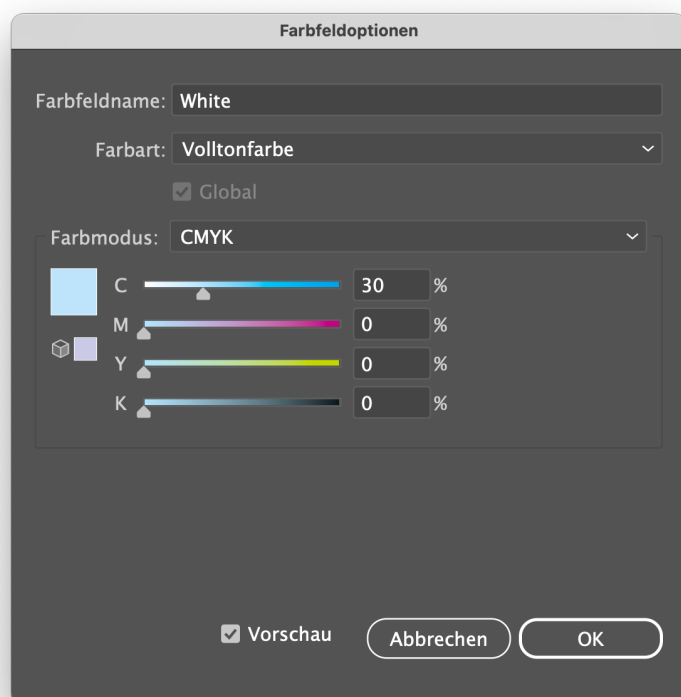 Farbfeldoptionen
Farbfeldname: White
Farbart: Volltonfarbe
Global
Farbmodus: CMYK
C 30 %
M 0 %
Y 0 %
K 0 %
Vorschau Abbrechen OK